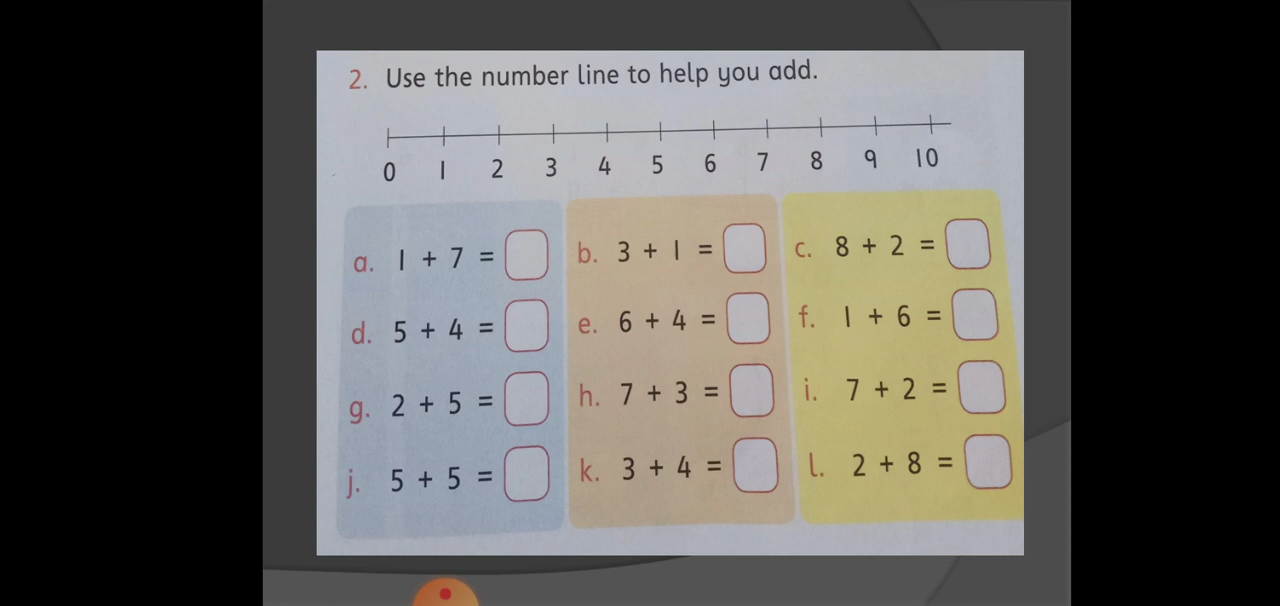 2. Use the number line to help you add.
0 1 2 3 4 5 6 7 8 9 10
a. 1 + 7 = b. 3 + 1 = c. 8 + 2 =
d. 5 + 4 = e. 6 + 4 = f. 1 + 6 =
g. 2 + 5 = h. 7 + 3 = i. 7 + 2 =
j. 5 + 5 = k. 3 + 4 = l. 2 + 8 =